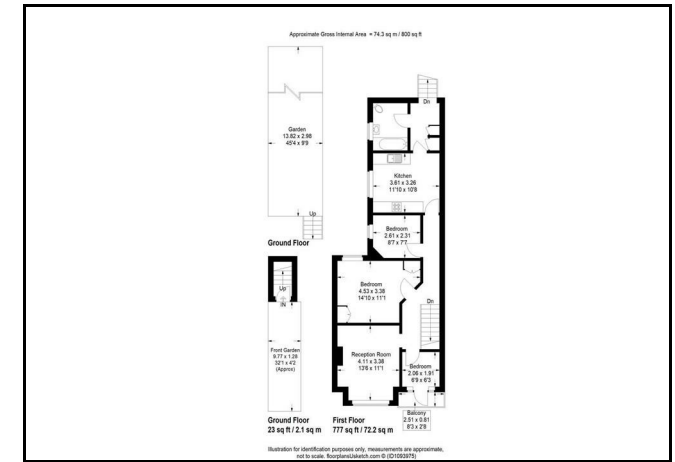 Approximate Gross Internal Area = 74.3 sq m / 800 sq ft
Garden
13.82 x 2.98
45'4 x 9'9
Up
Ground Floor
Up
IN
Front Garden
9.77 x 1.28
32'1 x 4'2
(Approx)
Ground Floor
23 sq ft / 2.1 sq m
Dn
Kitchen
3.61 x 3.26
11'10 x 10'8
Bedroom
2.61 x 2.31
8'7 x 7'7
Bedroom
4.53 x 3.38
14'10 x 11'1
Dn
Reception Room
4.11 x 3.38
13'6 x 11'1
Bedroom
2.06 x 1.91
6'9 x 6'3
Balcony
2.51 x 0.81
8'3 x 2'8
First Floor
777 sq ft / 72.2 sq m
Illustration for identification purposes only, measurements are approximate,
not to scale. floorplansUsketch.com © (ID1093975)